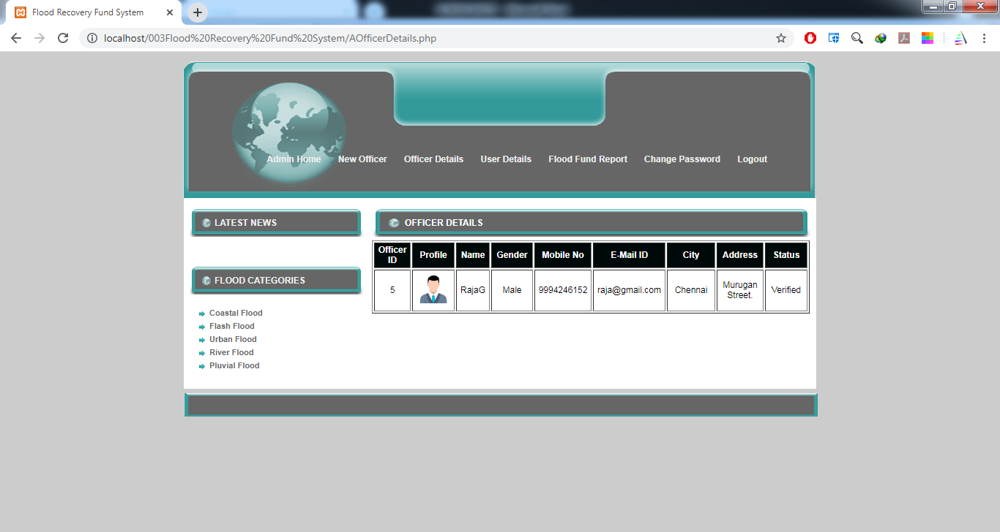 Flood Recovery Fund System
localhost/003Flood%20Recovery%20Fund%20System/AOfficerDetails.php
Admin Home New Officer Officer Details User Details Flood Fund Report Change Password Logout
LATEST NEWS
FLOOD CATEGORIES
Coastal Flood
Flash Flood
Urban Flood
River Flood
Pluvial Flood
OFFICER DETAILS
Officer ID Profile Name Gender Mobile No E-Mail ID City Address Status
5 RajaG Male 9994246152 raja@gmail.com Chennai Murugan Street. Verified